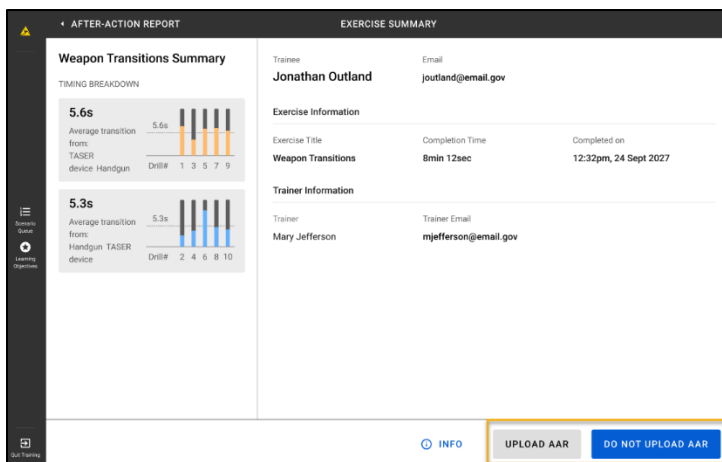 AFTER-ACTION REPORT
EXERCISE SUMMARY
Weapon Transitions Summary
TIMING BREAKDOWN
5.6s
Average transition
from:
TASER
device Handgun
5.6s
Drill# 1 3 5 7 9
5.3s
Average transition
from:
Handgun TASER
device
5.3s
Drill# 2 4 6 8 10
Trainee
Jonathan Outland
Email
joutland@email.gov
Exercise Information
Exercise Title
Weapon Transitions
Completion Time
8min 12sec
Completed on
12:32pm, 24 Sept 2027
Trainer Information
Trainer
Mary Jefferson
Trainer Email
mjefferson@email.gov
Scenario
Queue
Learning
Objectives
Quit Training
INFO
UPLOAD AAR
DO NOT UPLOAD AAR